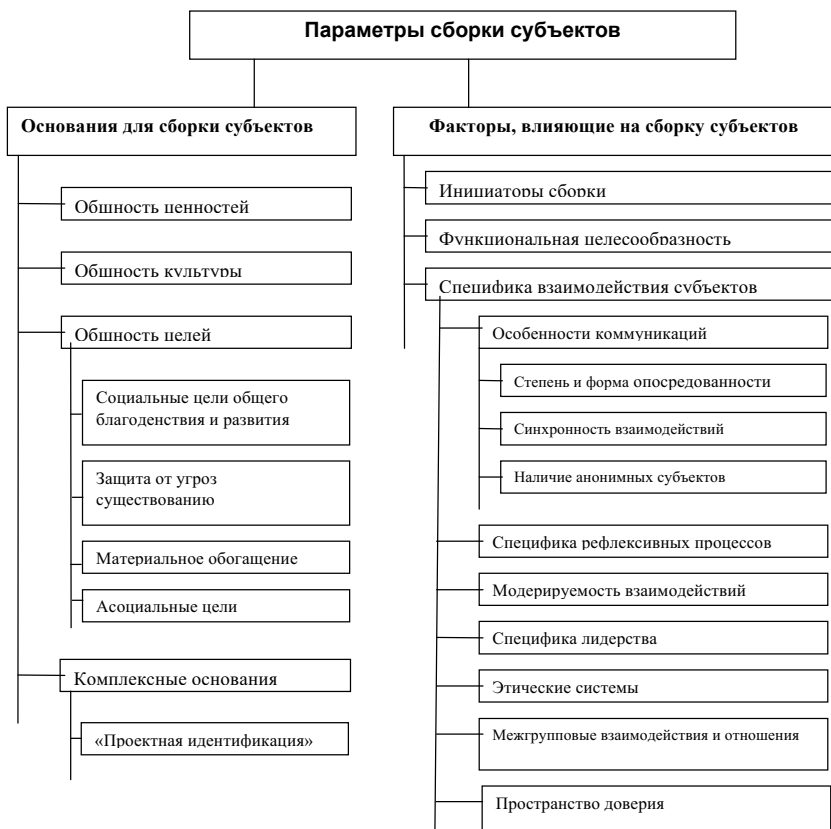 Параметры сборки субъектов
Основания для сборки субъектов
Общность ценностей
Общность культуры
Общность целей
Социальные цели общего
благоденствия и развития
Защита от угроз
существованию
Материальное обогащение
Асоциальные цели
Комплексные основания
«Проектная идентификация»
Факторы, влияющие на сборку субъектов
Инициаторы сборки
Функциональная целесообразность
Специфика взаимодействия субъектов
Особенности коммуникаций
Степень и форма опосредованности
Синхронность взаимодействий
Наличие анонимных субъектов
Специфика рефлексивных процессов
Модерируемость взаимодействий
Специфика лидерства
Этические системы
Межгрупповые взаимодействия и отношения
Пространство доверия